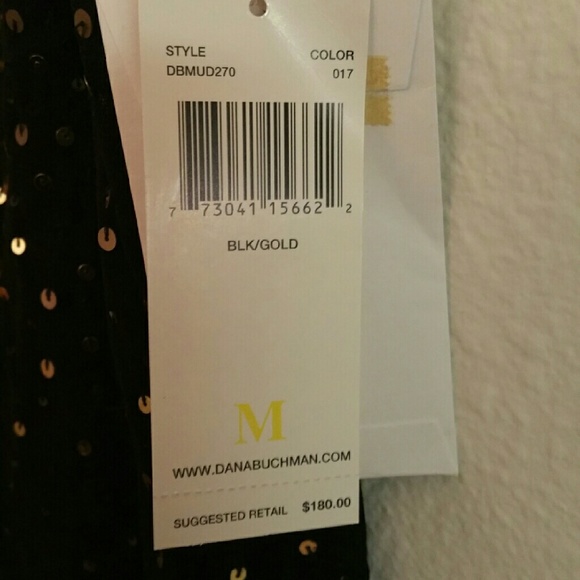 STYLE COLOR
DBMUD270 017
7 73041 15662 2
BLK/GOLD
M
WWW.DANABUCHMAN.COM
SUGGESTED RETAIL $180.00